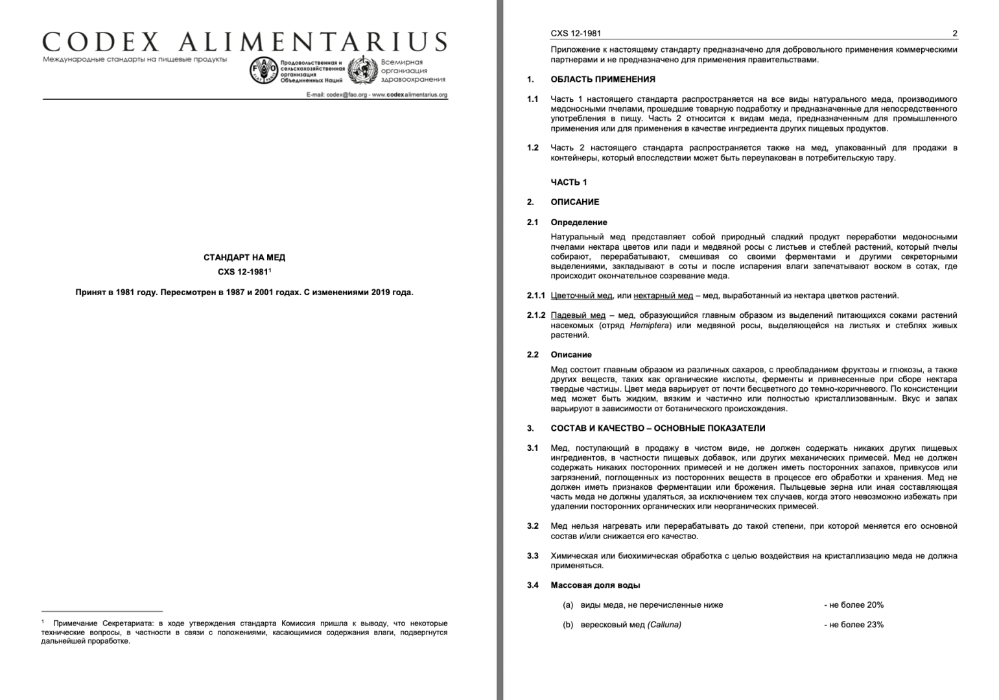 CODEX ALIMENTARIUS
Международные стандарты на пищевые продукты
FAO
FIAT PANIS
Продовольственная и
сельскохозяйственная
организация
Объединенных Наций
Всемирная
организация
здравоохранения
E-mail: codex@fao.org - www.codexalimentarius.org
СТАНДАРТ НА МЕД
CXS 12-1981¹
Принят в 1981 году. Пересмотрен в 1987 и 2001 годах. С изменениями 2019 года.
¹ Примечание Секретариата: в ходе утверждения стандарта Комиссия пришла к выводу, что некоторые
технические вопросы, в частности в связи с положениями, касающимися содержания влаги, подвергнутся
дальнейшей проработке.
CXS 12-1981 2
Приложение к настоящему стандарту предназначено для добровольного применения коммерческими
партнерами и не предназначено для применения правительствами.
1. ОБЛАСТЬ ПРИМЕНЕНИЯ
1.1 Часть 1 настоящего стандарта распространяется на все виды натурального меда, производимого
медоносными пчелами, прошедшие товарную подработку и предназначенные для непосредственного
употребления в пищу. Часть 2 относится к видам меда, предназначенным для промышленного
применения или для применения в качестве ингредиента других пищевых продуктов.
1.2 Часть 2 настоящего стандарта распространяется также на мед, упакованный для продажи в
контейнеры, который впоследствии может быть переупакован в потребительскую тару.
ЧАСТЬ 1
2. ОПИСАНИЕ
2.1 Определение
Натуральный мед представляет собой природный сладкий продукт переработки медоносными
пчелами нектара цветов или пади и медвяной росы с листьев и стеблей растений, который пчелы
собирают, перерабатывают, смешивая со своими ферментами и другими секреторными
выделениями, закладывают в соты и после испарения влаги запечатывают воском в сотах, где
происходит окончательное созревание меда.
2.1.1 Цветочный мед, или нектарный мед – мед, выработанный из нектара цветков растений.
2.1.2 Падевый мед – мед, образующийся главным образом из выделений питающихся соками растений
насекомых (отряд Hemiptera) или медвяной росы, выделяющейся на листьях и стеблях живых
растений.
2.2 Описание
Мед состоит главным образом из различных сахаров, с преобладанием фруктозы и глюкозы, а также
других веществ, таких как органические кислоты, ферменты и привнесенные при сборе нектара
твердые частицы. Цвет меда варьирует от почти бесцветного до темно-коричневого. По консистенции
мед может быть жидким, вязким и частично или полностью кристаллизованным. Вкус и запах
варьируют в зависимости от ботанического происхождения.
3. СОСТАВ И КАЧЕСТВО – ОСНОВНЫЕ ПОКАЗАТЕЛИ
3.1 Мед, поступающий в продажу в чистом виде, не должен содержать никаких других пищевых
ингредиентов, в частности пищевых добавок, или других механических примесей. Мед не должен
содержать никаких посторонних примесей и не должен иметь посторонних запахов, привкусов или
загрязнений, поглощенных из посторонних веществ в процессе его обработки и хранения. Мед не
должен иметь признаков ферментации или брожения. Пыльцевые зерна или иная составляющая
часть меда не должны удаляться, за исключением тех случаев, когда этого невозможно избежать при
удалении посторонних органических или неорганических примесей.
3.2 Мед нельзя нагревать или перерабатывать до такой степени, при которой меняется его основной
состав и/или снижается его качество.
3.3 Химическая или биохимическая обработка с целью воздействия на кристаллизацию меда не должна
применяться.
3.4 Массовая доля воды
(a) виды меда, не перечисленные ниже - не более 20%
(b) вересковый мед (Calluna) - не более 23%